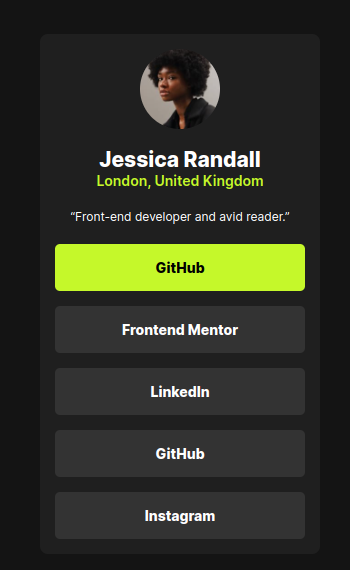 Jessica Randall
London, United Kingdom
“Front-end developer and avid reader.”
GitHub
Frontend Mentor
LinkedIn
GitHub
Instagram